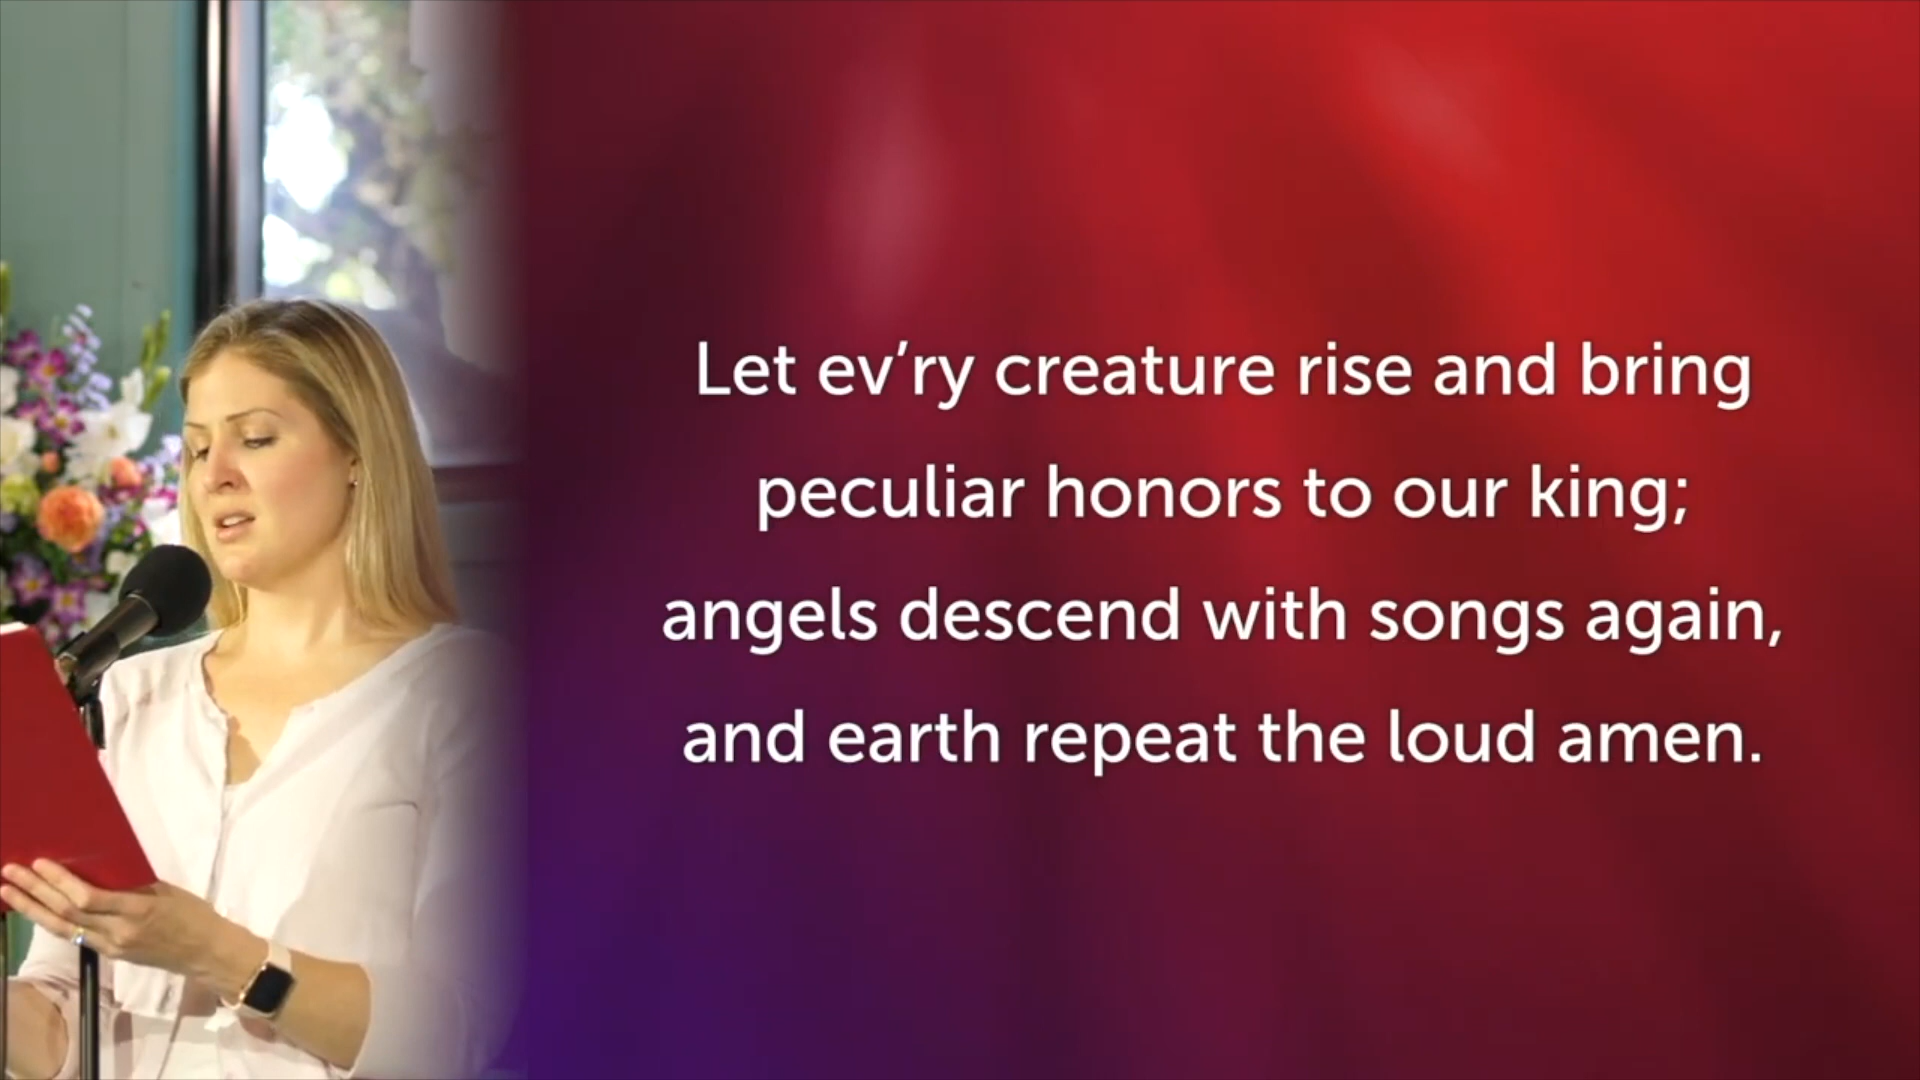 Let ev’ry creature rise and bring
peculiar honors to our king;
angels descend with songs again,
and earth repeat the loud amen.